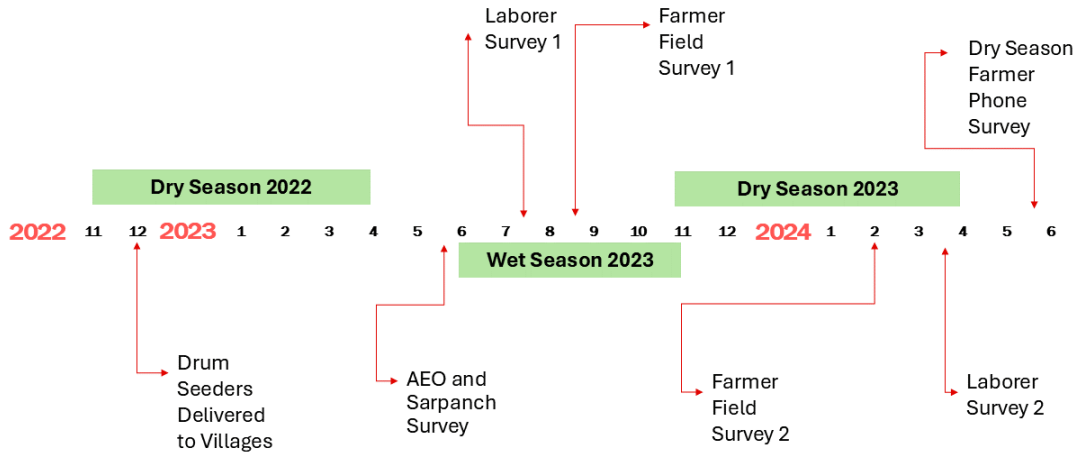 Laborer
Survey 1
Farmer
Field
Survey 1
Dry Season
Farmer
Phone
Survey
Dry Season 2022
Dry Season 2023
2022 11 12 2023 1 2 3 4 5 6 7 8 9 10 11 12 2024 1 2 3 4 5 6
Wet Season 2023
Drum
Seeders
Delivered
to Villages
AEO and
Sarpanch
Survey
Farmer
Field
Survey 2
Laborer
Survey 2